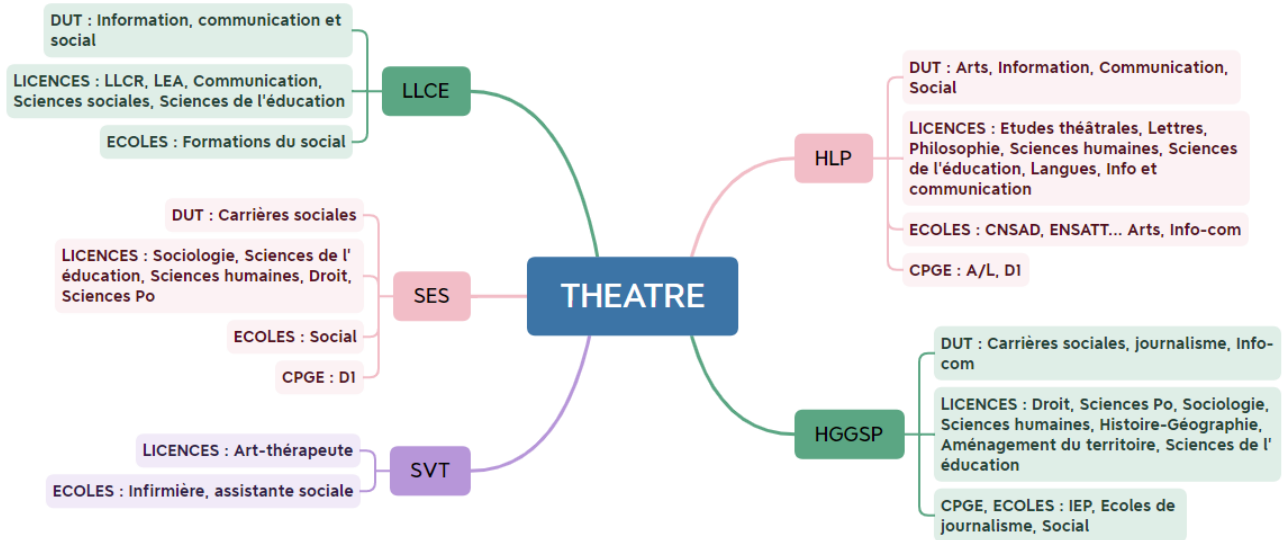 THEATRE
LLCE
DUT : Information, communication et
social
LICENCES : LLCR, LEA, Communication,
Sciences sociales, Sciences de l'éducation
ECOLES : Formations du social
SES
DUT : Carrières sociales
LICENCES : Sociologie, Sciences de l'
éducation, Sciences humaines, Droit,
Sciences Po
ECOLES : Social
CPGE : D1
SVT
LICENCES : Art-thérapeute
ECOLES : Infirmière, assistante sociale
HLP
DUT : Arts, Information, Communication,
Social
LICENCES : Etudes théâtrales, Lettres,
Philosophie, Sciences humaines, Sciences
de l'éducation, Langues, Info et
communication
ECOLES : CNSAD, ENSATT... Arts, Info-com
CPGE : A/L, D1
HGGSP
DUT : Carrières sociales, journalisme, Info-
com
LICENCES : Droit, Sciences Po, Sociologie,
Sciences humaines, Histoire-Géographie,
Aménagement du territoire, Sciences de l'
éducation
CPGE, ECOLES : IEP, Ecoles de
journalisme, Social